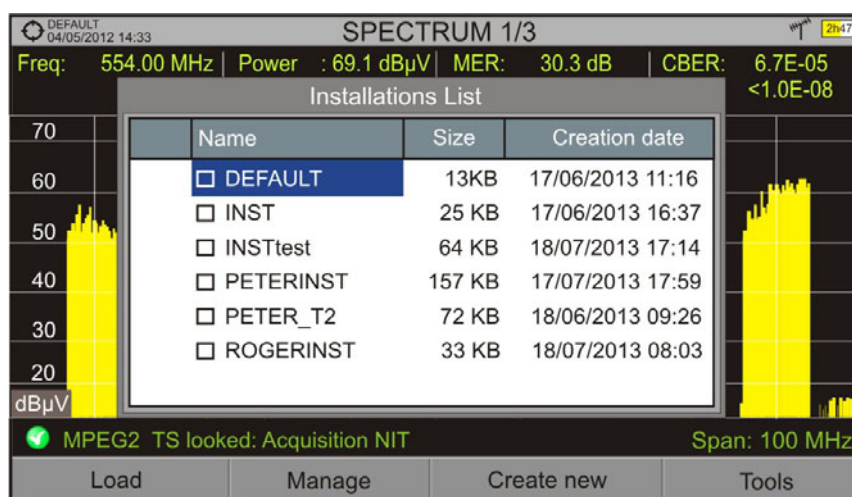 DEFAULT
04/05/2012 14:33
SPECTRUM 1/3
2h47
Freq: 554.00 MHz | Power : 69.1 dBµV | MER: 30.3 dB | CBER: 6.7E-05
<1.0E-08
Installations List
Name Size Creation date
DEFAULT 13KB 17/06/2013 11:16
INST 25 KB 17/06/2013 16:37
INSTtest 64 KB 18/07/2013 17:14
PETERINST 157 KB 17/07/2013 17:59
PETER_T2 72 KB 18/06/2013 09:26
ROGERINST 33 KB 18/07/2013 08:03
70
60
50
40
30
20
dBµV
MPEG2 TS looked: Acquisition NIT Span: 100 MHz
Load Manage Create new Tools